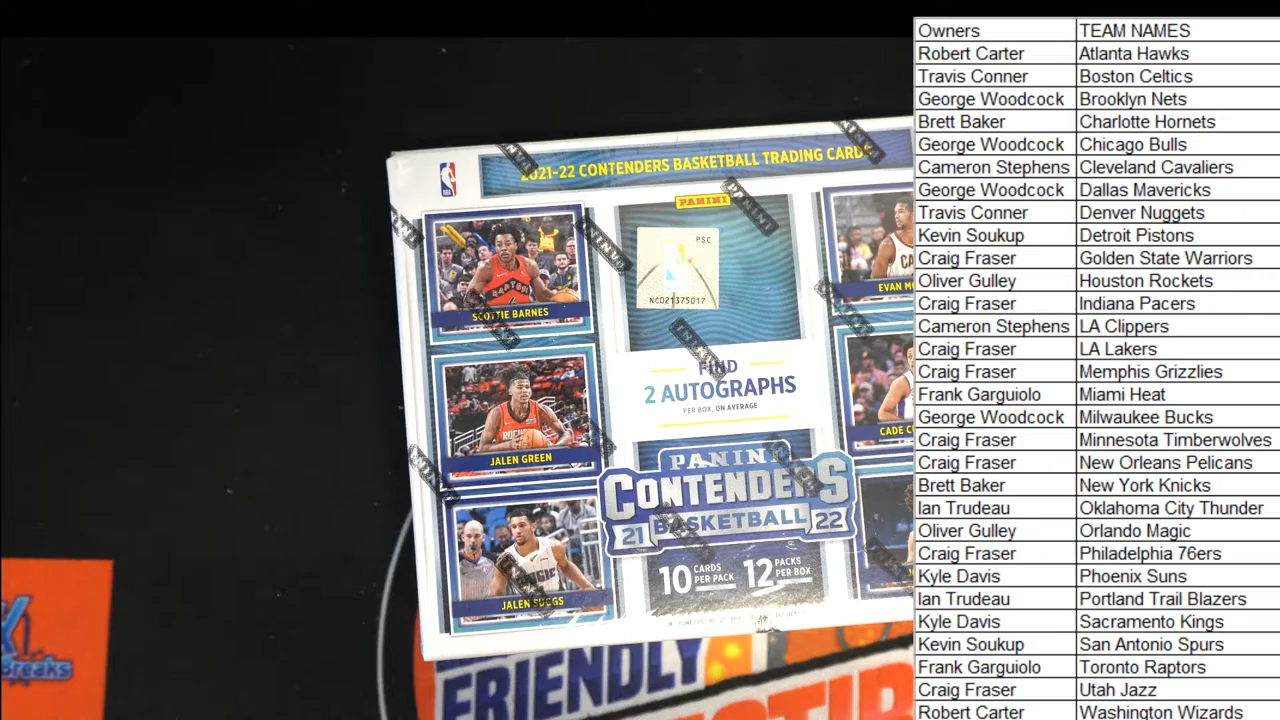 2021-22 CONTENDERS BASKETBALL TRADING CARDS
PANINI
PSC
NC021375017
SCOTTIE BARNES
EVAN
FIND
2 AUTOGRAPHS
PER BOX, ON AVERAGE
JALEN GREEN
CADE
PANINI
CONTENDERS
21 BASKETBALL 22
10 CARDS PER PACK 12 PACKS PER BOX
JALEN SUGGS
FRIENDLY
Breaks
Owners TEAM NAMES
Robert Carter Atlanta Hawks
Travis Conner Boston Celtics
George Woodcock Brooklyn Nets
Brett Baker Charlotte Hornets
George Woodcock Chicago Bulls
Cameron Stephens Cleveland Cavaliers
George Woodcock Dallas Mavericks
Travis Conner Denver Nuggets
Kevin Soukup Detroit Pistons
Craig Fraser Golden State Warriors
Oliver Gulley Houston Rockets
Craig Fraser Indiana Pacers
Cameron Stephens LA Clippers
Craig Fraser LA Lakers
Craig Fraser Memphis Grizzlies
Frank Garguiolo Miami Heat
George Woodcock Milwaukee Bucks
Craig Fraser Minnesota Timberwolves
Craig Fraser New Orleans Pelicans
Brett Baker New York Knicks
Ian Trudeau Oklahoma City Thunder
Oliver Gulley Orlando Magic
Craig Fraser Philadelphia 76ers
Kyle Davis Phoenix Suns
Ian Trudeau Portland Trail Blazers
Kyle Davis Sacramento Kings
Kevin Soukup San Antonio Spurs
Frank Garguiolo Toronto Raptors
Craig Fraser Utah Jazz
Robert Carter Washington Wizards